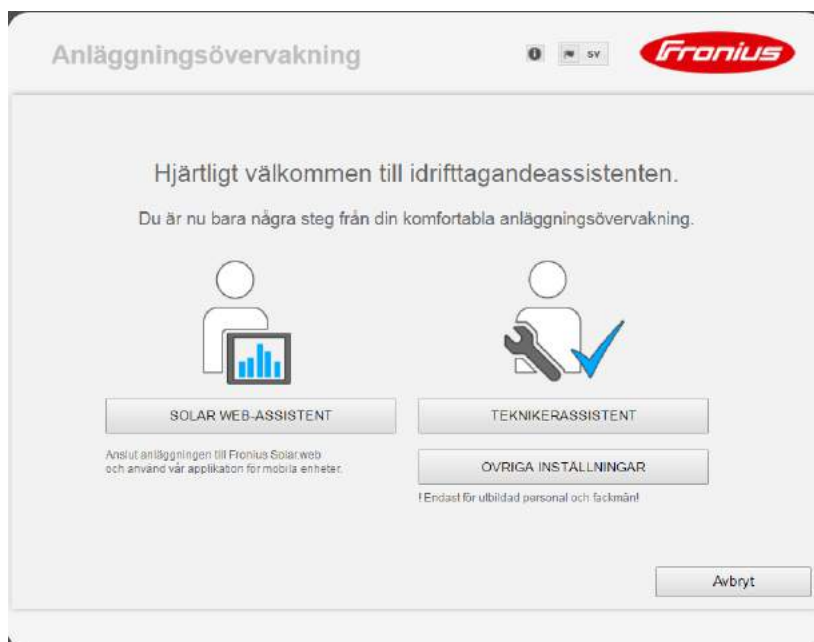 Anläggningsövervakning
SV
Fronius
Hjärtligt välkommen till idrifttagandeassistenten.
Du är nu bara några steg från din komfortabla anläggningsövervakning.
SOLAR WEB-ASSISTENT
TEKNIKERASSISTENT
Anslut anläggningen till Fronius Solar.web
och använd vår applikation för mobila enheter.
ÖVRIGA INSTÄLLNINGAR
! Endast för utbildad personal och fackmän!
Avbryt